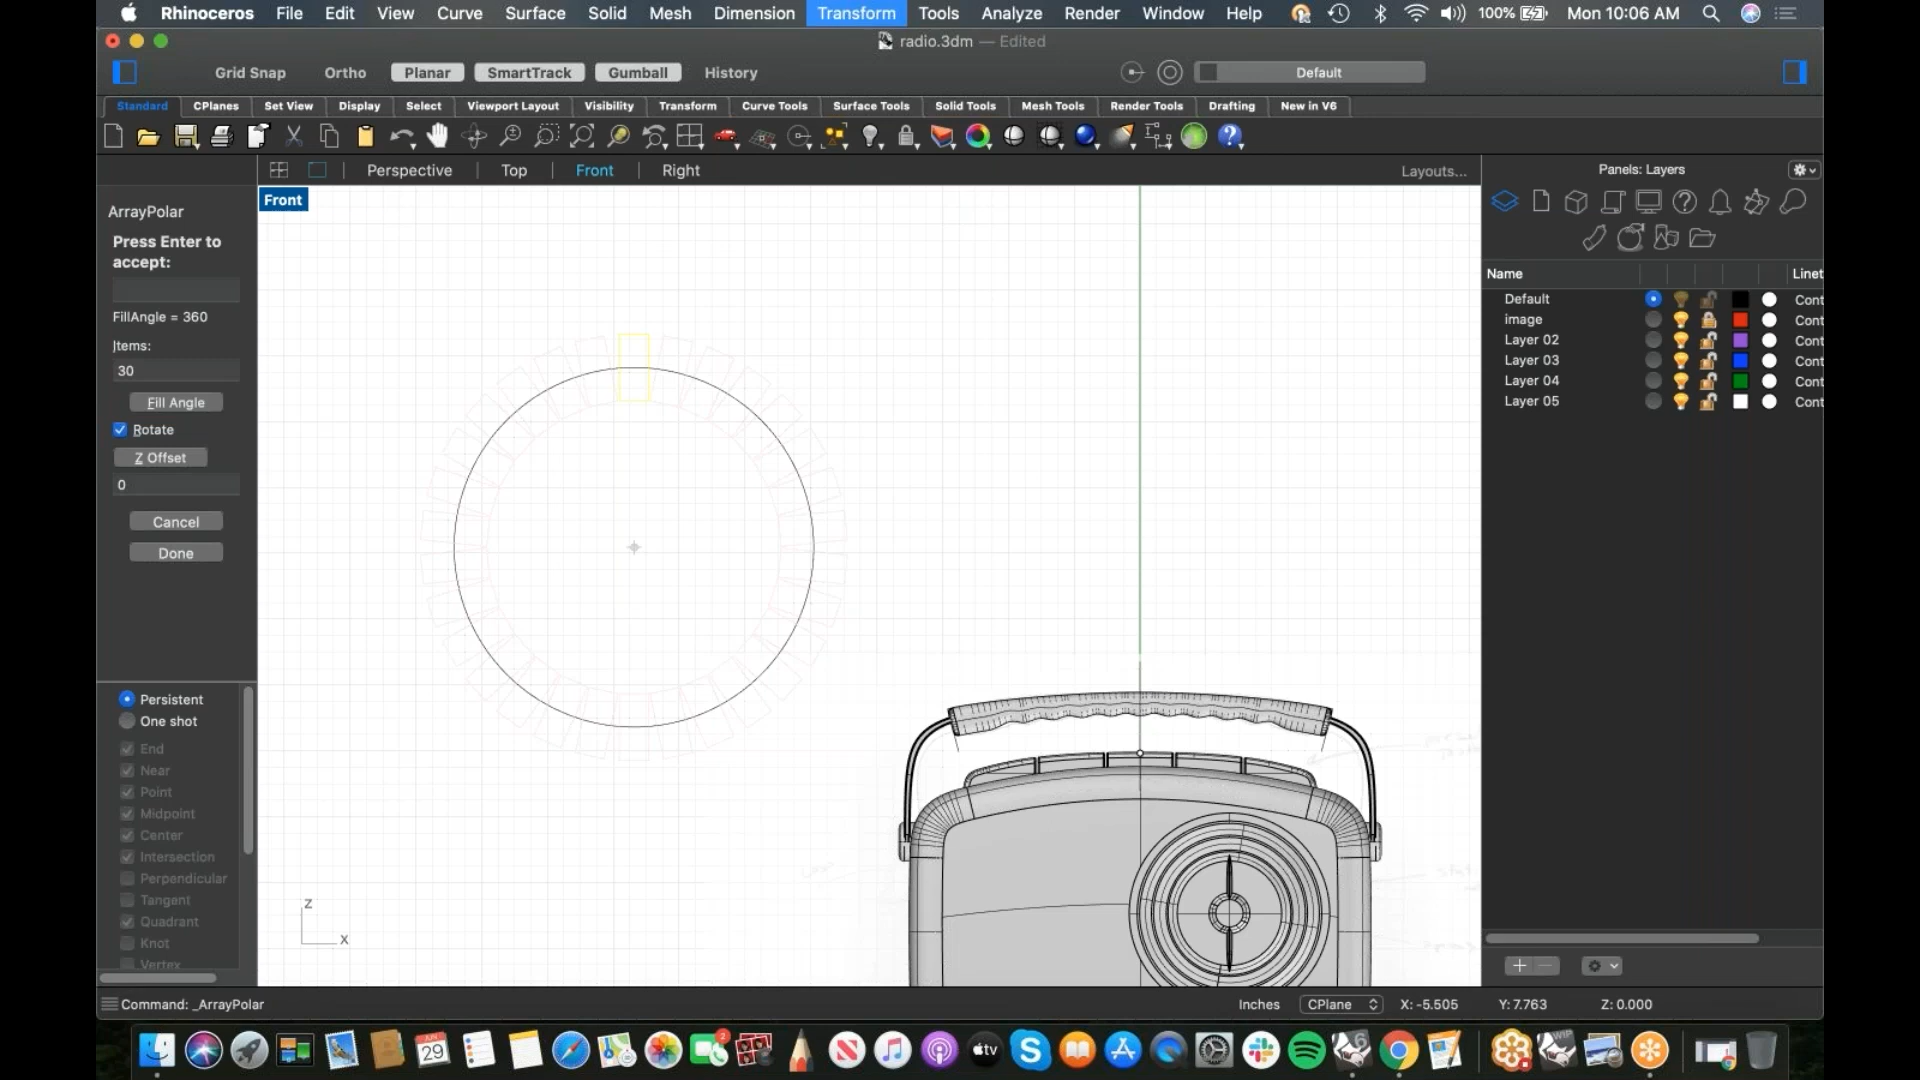 Rhinoceros File Edit View Curve Surface Solid Mesh Dimension Transform Tools Analyze Render Window Help 100% Mon 10:06 AM
radio.3dm — Edited
Grid Snap Ortho Planar SmartTrack Gumball History Default
Standard CPlanes Set View Display Select Viewport Layout Visibility Transform Curve Tools Surface Tools Solid Tools Mesh Tools Render Tools Drafting New in V6
Perspective Top Front Right Layouts...
Panels: Layers
Front
ArrayPolar
Press Enter to
accept:
FillAngle = 360
Items:
30
Fill Angle
Rotate
Z Offset
0
Cancel
Done
Persistent
One shot
End
Near
Point
Midpoint
Center
Intersection
Perpendicular
Tangent
Quadrant
Knot
Vertex
z
x
Name Linet
Default Cont
image Cont
Layer 02 Cont
Layer 03 Cont
Layer 04 Cont
Layer 05 Cont
Command: _ArrayPolar
Inches CPlane X: -5.505 Y: 7.763 Z: 0.000
JUN
29
2
tv
6
WIP